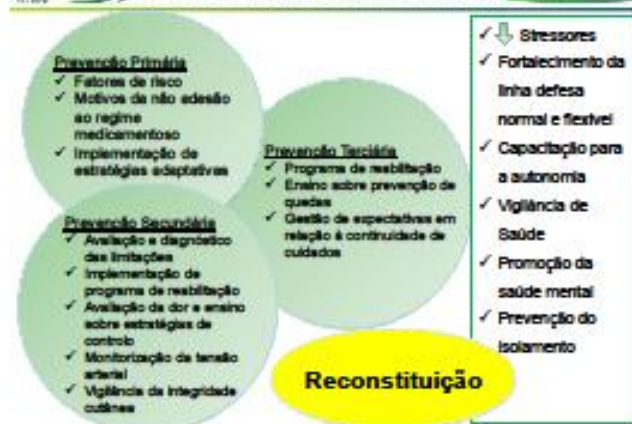 Prevenção Primária
✓ Fatores de risco
✓ Motivos da não adesão
ao regime
medicamentoso
✓ Implementação de
estratégias adaptativas
Prevenção Terciária
✓ Programa de reabilitação
✓ Ensino sobre prevenção de
quedas
✓ Gestão de expectativas em
relação à continuidade de
cuidados
Prevenção Secundária
✓ Avaliação e diagnóstico
das limitações
✓ Implementação de
programa de reabilitação
✓ Avaliação da dor e ensino
sobre estratégias de
controlo
✓ Monitorização da tensão
arterial
✓ Vigilância da integridade
cutânea
Reconstituição
✓ Stressores
✓ Fortalecimento da
linha defesa
normal e flexível
✓ Capacitação para
a autonomia
✓ Vigilância de
Saúde
✓ Promoção da
saúde mental
✓ Prevenção do
isolamento